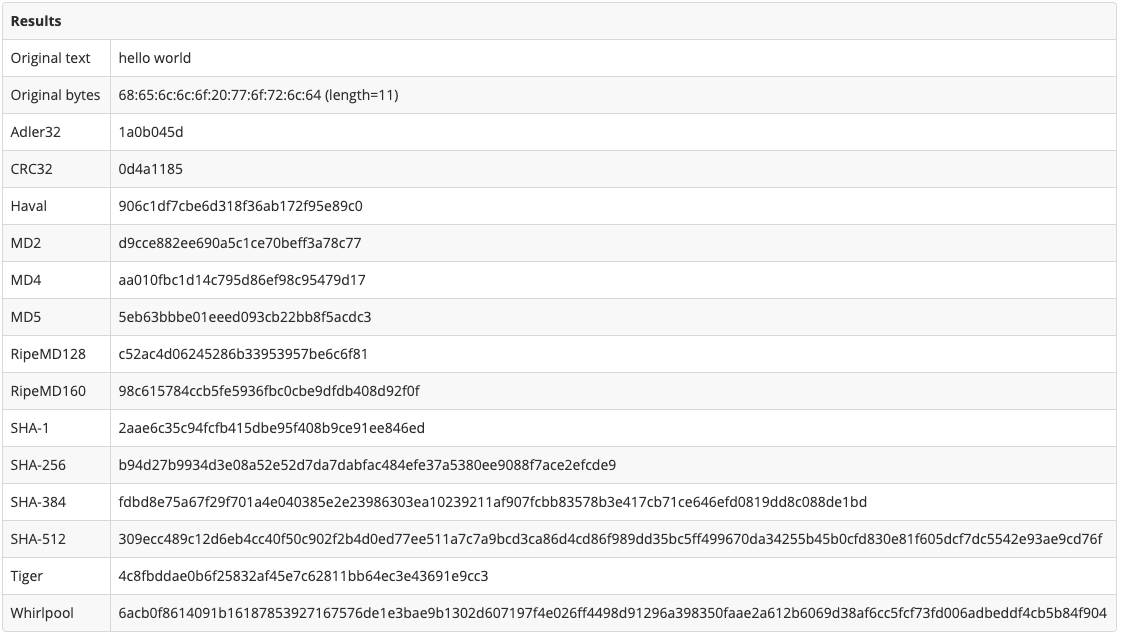 Results
Original text hello world
Original bytes 68:65:6c:6c:6f:20:77:6f:72:6c:64 (length=11)
Adler32 1a0b045d
CRC32 0d4a1185
Haval 906c1df7cbe6d318f36ab172f95e89c0
MD2 d9cce882ee690a5c1ce70beff3a78c77
MD4 aa010fbc1d14c795d86ef98c95479d17
MD5 5eb63bbbe01eeed093cb22bb8f5acdc3
RipeMD128 c52ac4d06245286b33953957be6c6f81
RipeMD160 98c615784ccb5fe5936fbc0cbe9dfdb408d92f0f
SHA-1 2aae6c35c94fcfb415dbe95f408b9ce91ee846ed
SHA-256 b94d27b9934d3e08a52e52d7da7dabfac484efe37a5380ee9088f7ace2efcde9
SHA-384 fdbd8e75a67f29f701a4e040385e2e23986303ea10239211af907fcbb83578b3e417cb71ce646efd0819dd8c088de1bd
SHA-512 309ecc489c12d6eb4cc40f50c902f2b4d0ed77ee511a7c7a9bcd3ca86d4cd86f989dd35bc5ff499670da34255b45b0cfd830e81f605dcf7dc5542e93ae9cd76f
Tiger 4c8fbddae0b6f25832af45e7c62811bb64ec3e43691e9cc3
Whirlpool 6acb0f8614091b16187853927167576de1e3bae9b1302d607197f4e026ff4498d91296a398350faae2a612b6069d38af6cc5fcf73fd006adbeddf4cb5b84f904